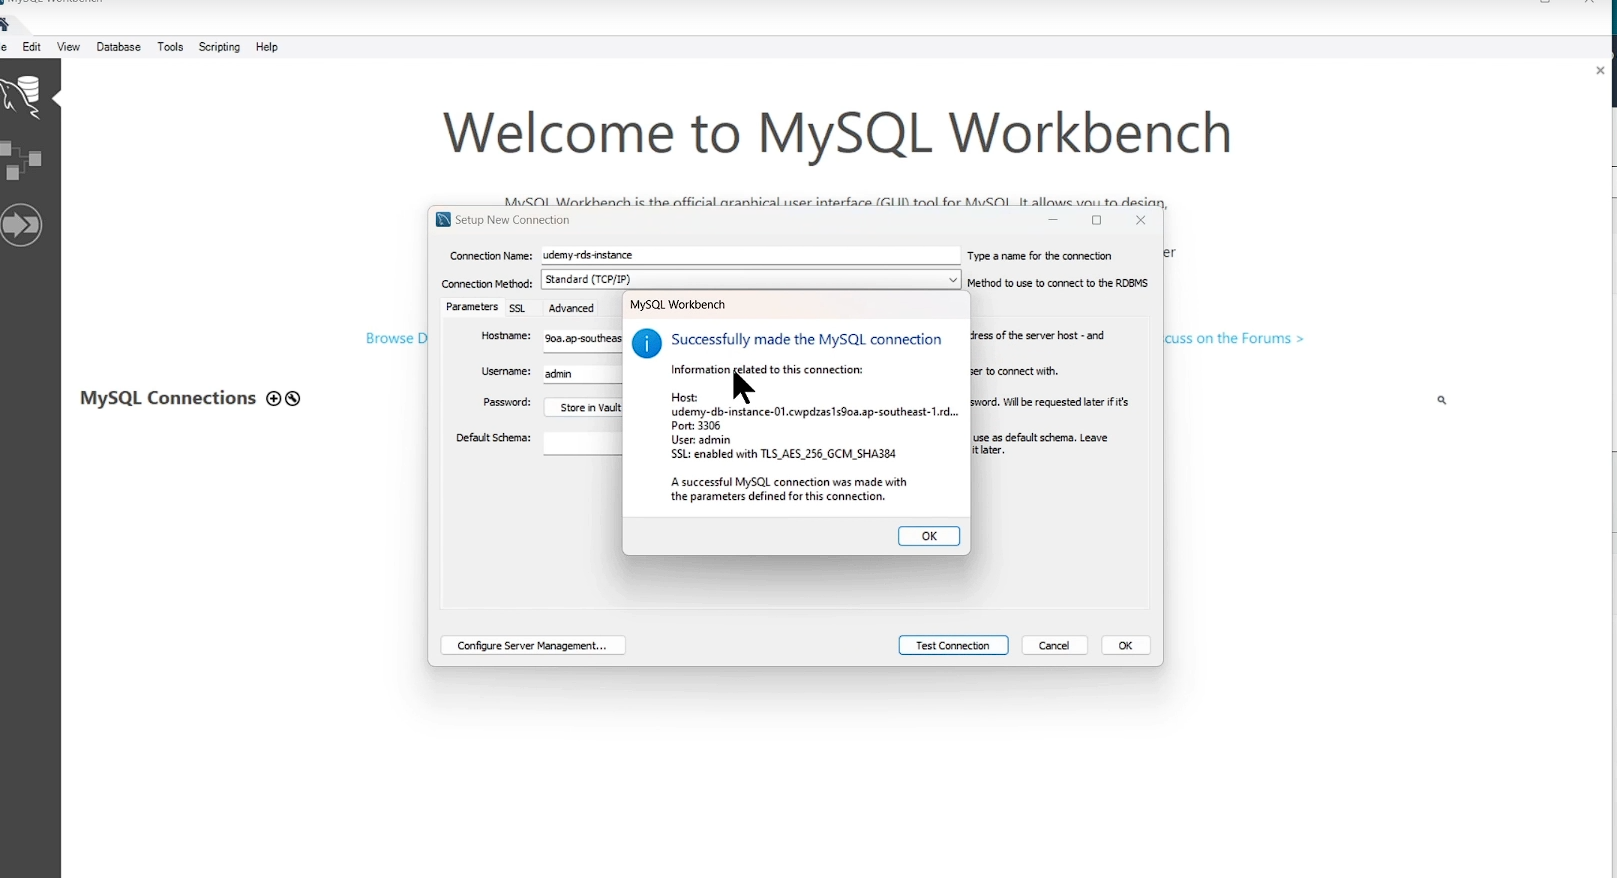 Edit View Database Tools Scripting Help
Welcome to MySQL Workbench
MySQL Workbench is the official graphical user interface (GUI) tool for MySQL. It allows you to design,
Setup New Connection
Connection Name: udemy-rds-instance Type a name for the connection
Connection Method: Standard (TCP/IP) Method to use to connect to the RDBMS
Parameters SSL Advanced
MySQL Workbench
Hostname: 9oa.ap-southeas
dress of the server host - and
Successfully made the MySQL connection
Browse D
cuss on the Forums >
Information related to this connection:
Username: admin
ser to connect with.
Password: Store in Vault
sword. Will be requested later if it's
Default Schema:
use as default schema. Leave
it later.
Host:
udemy-db-instance-01.cwpdzas1s9oa.ap-southeast-1.rd...
Port: 3306
User: admin
SSL: enabled with TLS_AES_256_GCM_SHA384
A successful MySQL connection was made with
the parameters defined for this connection.
OK
MySQL Connections
Configure Server Management... Test Connection Cancel OK